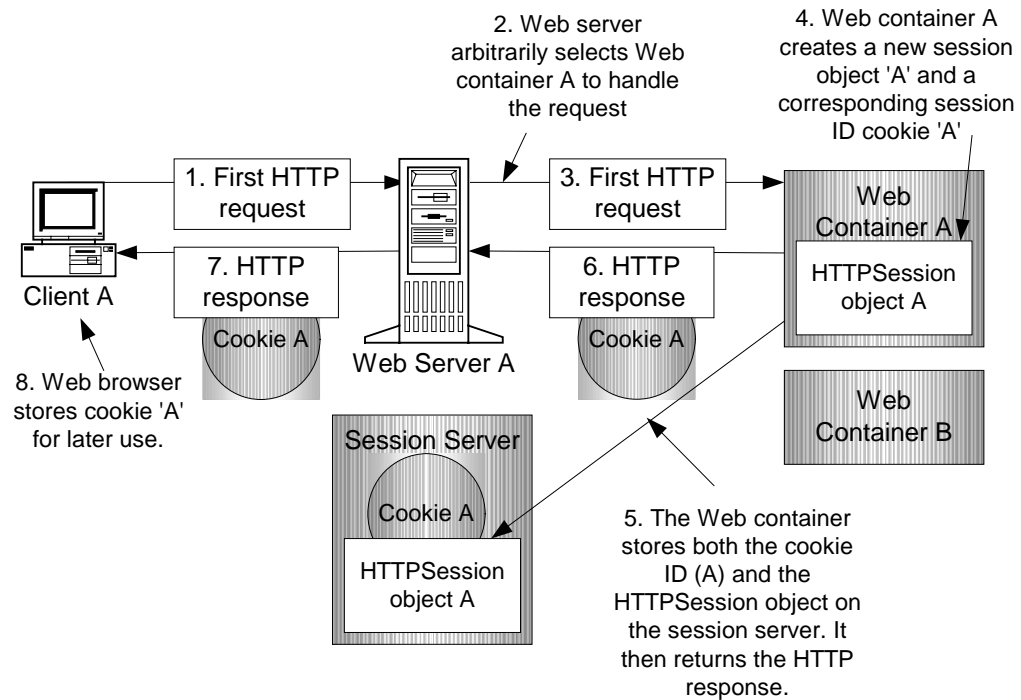 2. Web server
arbitrarily selects Web
container A to handle
the request
4. Web container A
creates a new session
object 'A' and a
corresponding session
ID cookie 'A'
1. First HTTP
request
3. First HTTP
request
Web
Container A
HTTPSession
object A
7. HTTP
response
Cookie A
6. HTTP
response
Cookie A
Client A
Web Server A
8. Web browser
stores cookie 'A'
for later use.
Web
Container B
Session Server
Cookie A
HTTPSession
object A
5. The Web container
stores both the cookie
ID (A) and the
HTTPSession object on
the session server. It
then returns the HTTP
response.